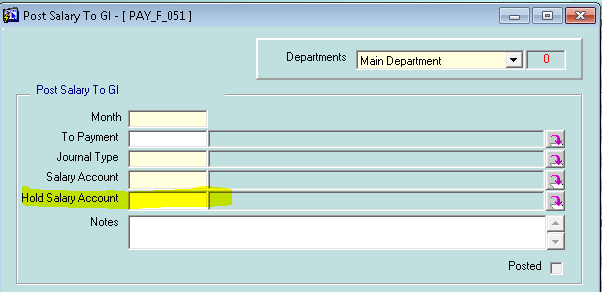 Post Salary To Gl - [ PAY_F_051 ]
Departments Main Department 0
Post Salary To Gl
Month
To Payment
Journal Type
Salary Account
Hold Salary Account
Notes
Posted